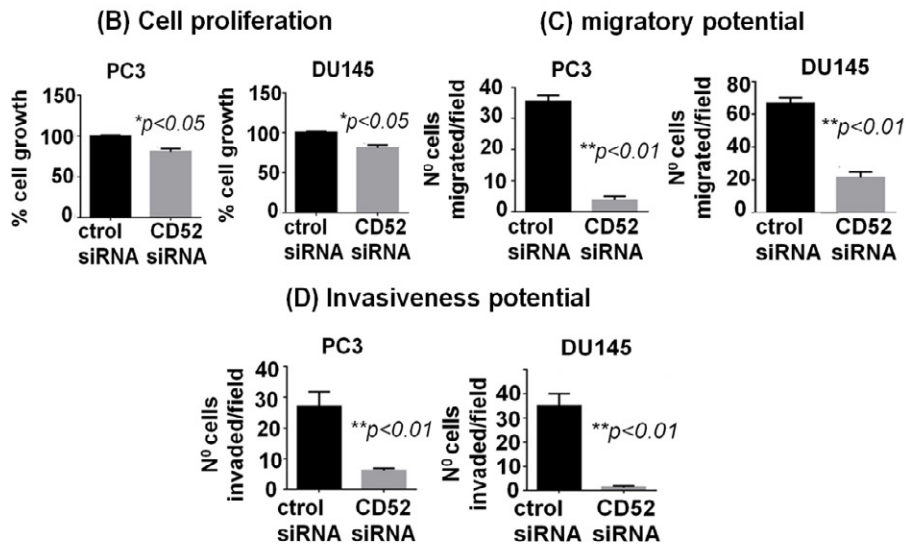 (B) Cell proliferation
PC3
% cell growth
150
100
50
0
*p<0.05
ctrol CD52
siRNA siRNA
DU145
% cell growth
150
100
50
0
*p<0.05
ctrol CD52
siRNA siRNA
(C) migratory potential
PC3
N⁰ cells
migrated/field
40
30
20
10
0
**p<0.01
ctrol CD52
siRNA siRNA
DU145
N⁰ cells
migrated/field
80
60
40
20
0
**p<0.01
ctrol CD52
siRNA siRNA
(D) Invasiveness potential
PC3
N⁰ cells
invaded/field
40
30
20
10
0
**p<0.01
ctrol CD52
siRNA siRNA
DU145
N⁰ cells
invaded/field
50
40
30
20
10
0
**p<0.01
ctrol CD52
siRNA siRNA